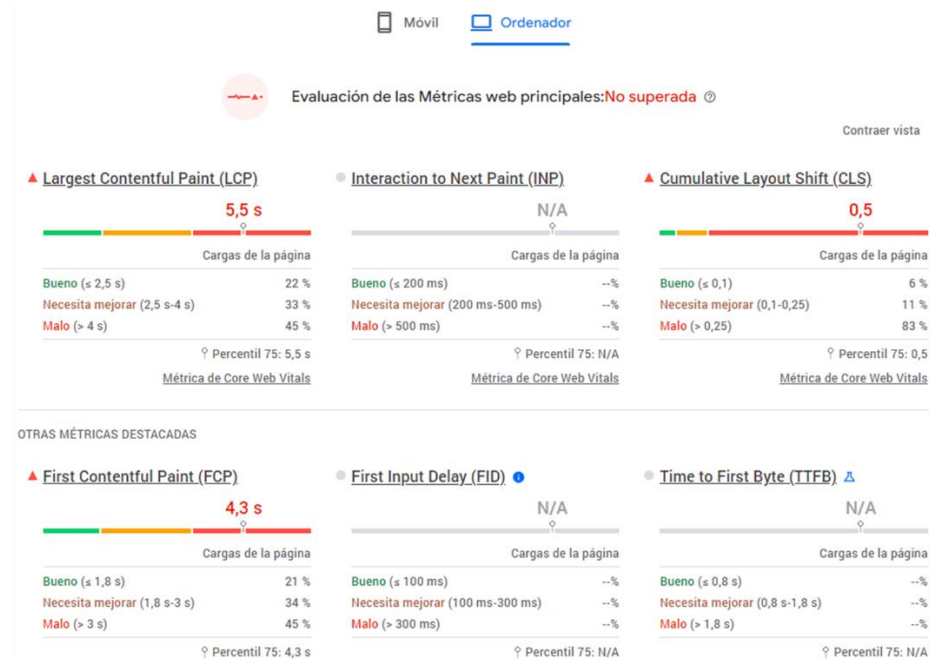 Móvil Ordenador
Evaluación de las Métricas web principales:No superada
Contraer vista
Largest Contentful Paint (LCP)
5,5 s
Cargas de la página
Bueno (≤ 2,5 s) 22 %
Necesita mejorar (2,5 s-4 s) 33 %
Malo (> 4 s) 45 %
Percentil 75: 5,5 s
Métrica de Core Web Vitals
Interaction to Next Paint (INP)
N/A
Cargas de la página
Bueno (≤ 200 ms) --%
Necesita mejorar (200 ms-500 ms) --%
Malo (> 500 ms) --%
Percentil 75: N/A
Métrica de Core Web Vitals
Cumulative Layout Shift (CLS)
0,5
Cargas de la página
Bueno (≤ 0,1) 6 %
Necesita mejorar (0,1-0,25) 11 %
Malo (> 0,25) 83 %
Percentil 75: 0,5
Métrica de Core Web Vitals
OTRAS MÉTRICAS DESTACADAS
First Contentful Paint (FCP)
4,3 s
Cargas de la página
Bueno (≤ 1,8 s) 21 %
Necesita mejorar (1,8 s-3 s) 34 %
Malo (> 3 s) 45 %
Percentil 75: 4,3 s
First Input Delay (FID)
N/A
Cargas de la página
Bueno (≤ 100 ms) --%
Necesita mejorar (100 ms-300 ms) --%
Malo (> 300 ms) --%
Percentil 75: N/A
Time to First Byte (TTFB)
N/A
Cargas de la página
Bueno (≤ 0,8 s) --%
Necesita mejorar (0,8 s-1,8 s) --%
Malo (> 1,8 s) --%
Percentil 75: N/A